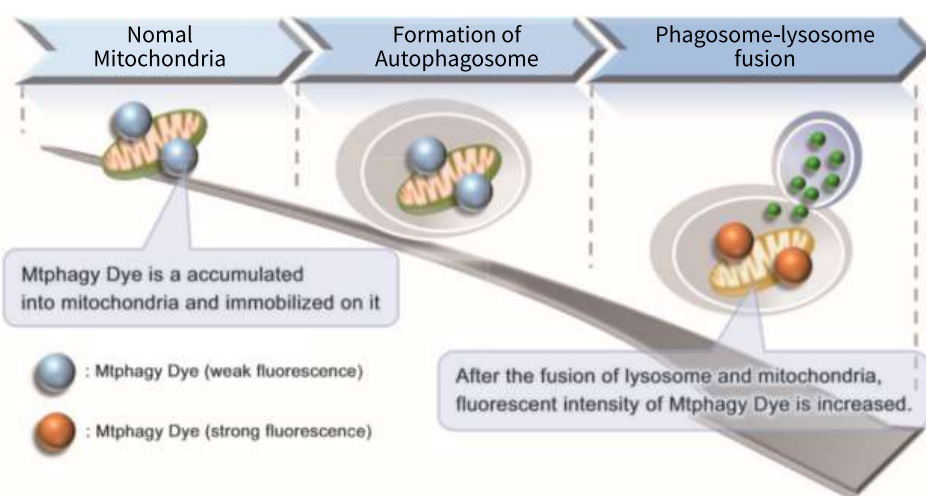 Nomal
Mitochondria
Formation of
Autophagosome
Phagosome-lysosome
fusion
Mtphagy Dye is a accumulated
into mitochondria and immobilized on it
: Mtphagy Dye (weak fluorescence)
: Mtphagy Dye (strong fluorescence)
After the fusion of lysosome and mitochondria,
fluorescent intensity of Mtphagy Dye is increased.